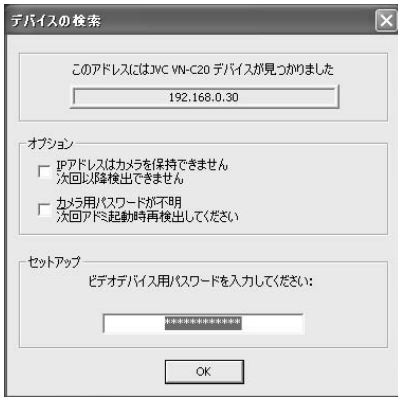 デバイスの検索
このアドレスにはJVC VN-C20 デバイスが見つかりました
192.168.0.30
オプション
IPアドレスはカメラを保持できません
次回以降検出できません
カメラ用パスワードが不明
次回アドミ起動時再検出してください
セットアップ
ビデオデバイス用パスワードを入力してください:
************
OK